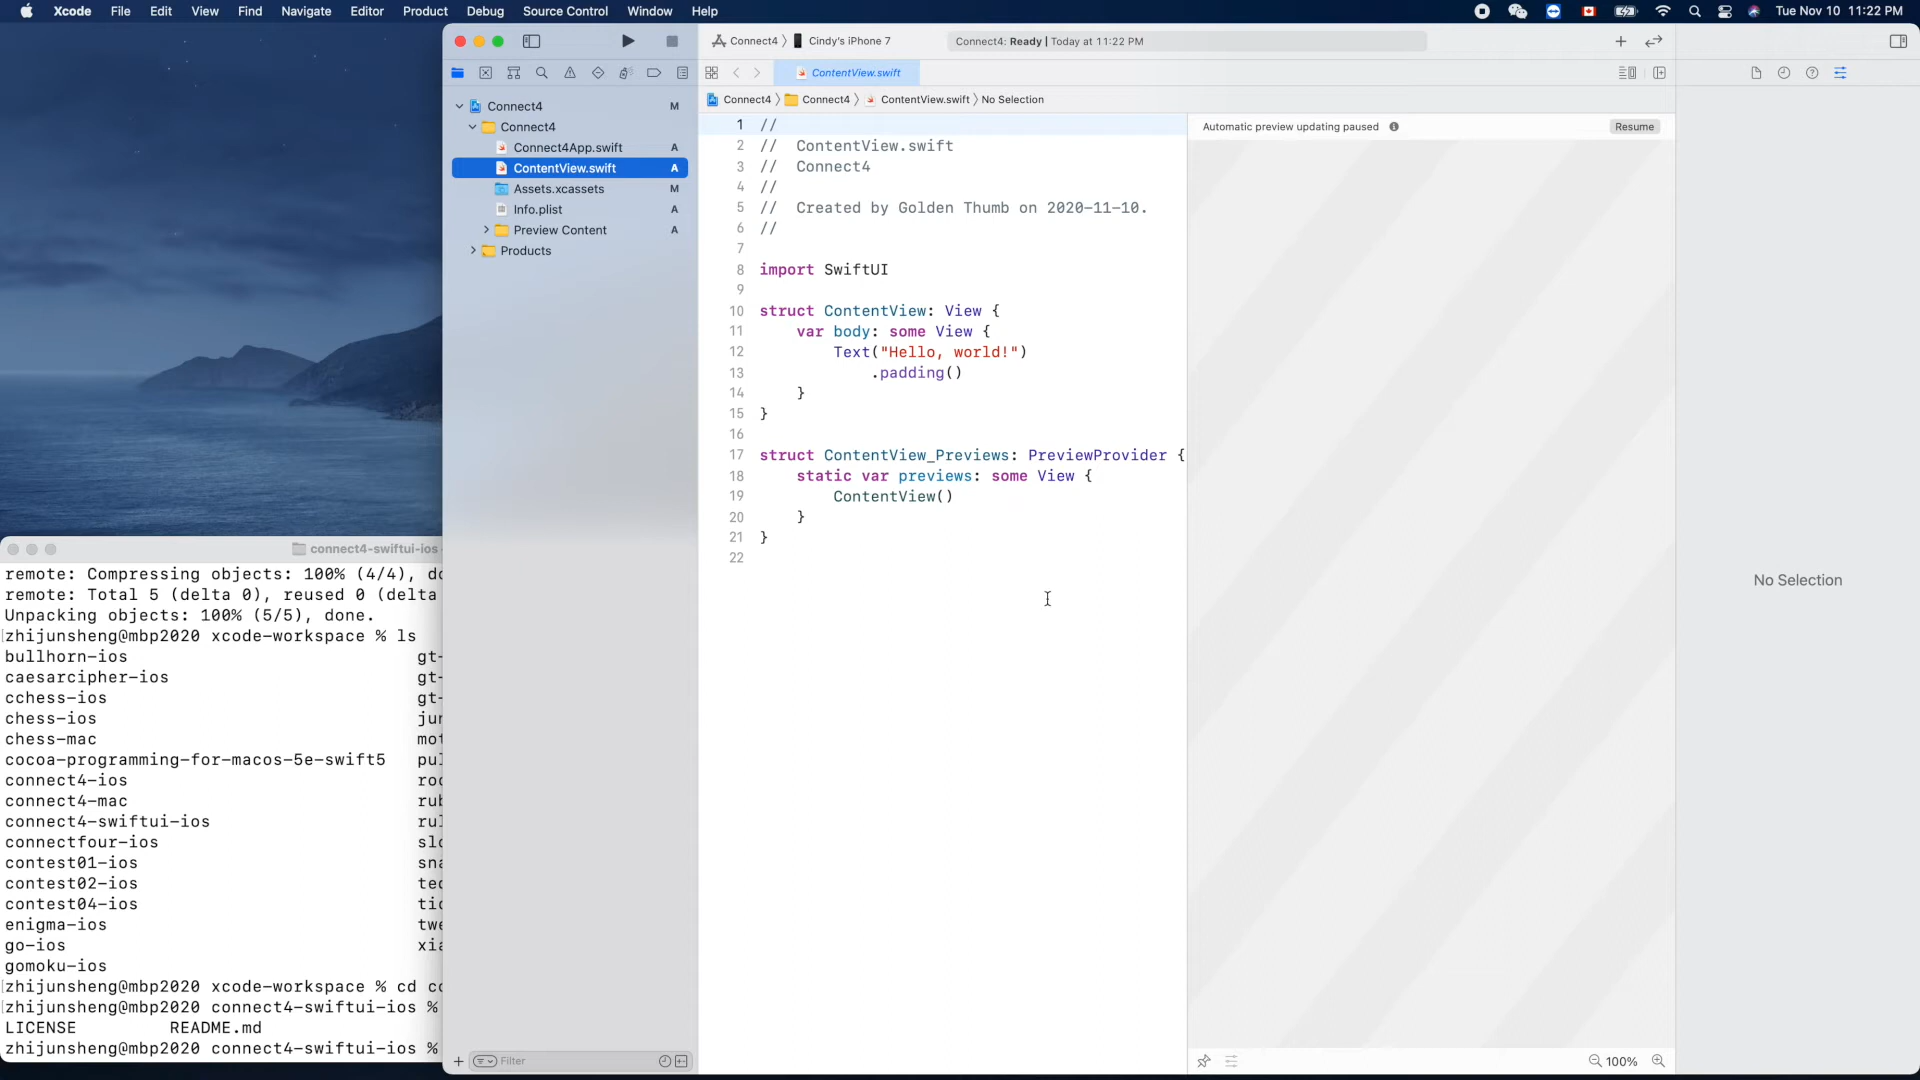 Xcode File Edit View Find Navigate Editor Product Debug Source Control Window Help Tue Nov 10 11:22 PM
Connect4 Cindy's iPhone 7 Connect4: Ready | Today at 11:22 PM
ContentView.swift
Connect4 Connect4 ContentView.swift No Selection
Connect4 M
Connect4
Connect4App.swift A
ContentView.swift A
Assets.xcassets M
Info.plist A
Preview Content A
Products
Filter
1 //
2 // ContentView.swift
3 // Connect4
4 //
5 // Created by Golden Thumb on 2020-11-10.
6 //
7
8 import SwiftUI
9
10 struct ContentView: View {
11 var body: some View {
12 Text("Hello, world!")
13 .padding()
14 }
15 }
16
17 struct ContentView_Previews: PreviewProvider {
18 static var previews: some View {
19 ContentView()
20 }
21 }
22
Automatic preview updating paused Resume
100%
No Selection
connect4-swiftui-ios
remote: Compressing objects: 100% (4/4), do
remote: Total 5 (delta 0), reused 0 (delta
Unpacking objects: 100% (5/5), done.
[zhijunsheng@mbp2020 xcode-workspace % ls
bullhorn-ios gt-
caesarcipher-ios gt-
cchess-ios gt-
chess-ios
chess-mac
cocoa-programming-for-macos-5e-swift5
connect4-ios
connect4-mac
connect4-swiftui-ios
connectfour-ios
contest01-ios
contest02-ios
contest04-ios
enigma-ios
go-ios
gomoku-ios
[zhijunsheng@mbp2020 xcode-workspace % cd
[zhijunsheng@mbp2020 connect4-swiftui-ios %
LICENSE README.md
zhijunsheng@mbp2020 connect4-swiftui-ios %